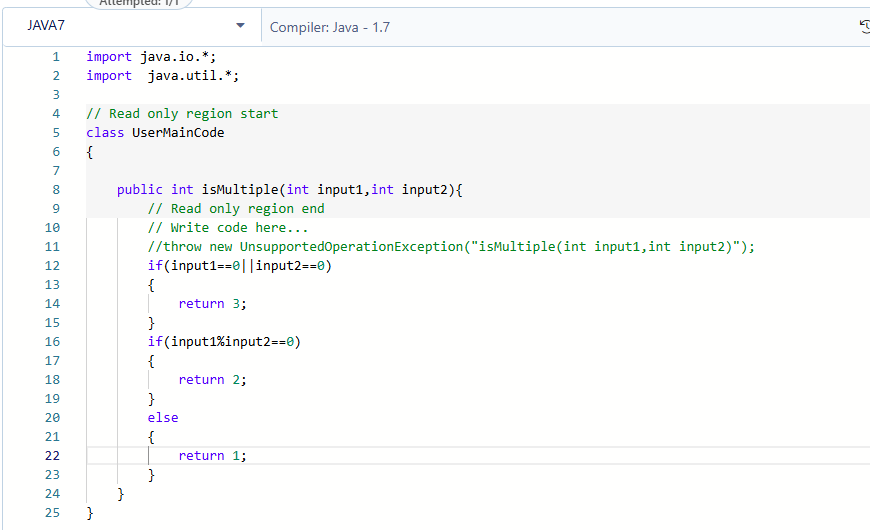 Attempted: 1/1
JAVA7
Compiler: Java - 1.7
1 import java.io.*;
2 import  java.util.*;
3
4 // Read only region start
5 class UserMainCode
6 {
7
8     public int isMultiple(int input1,int input2){
9         // Read only region end
10         // Write code here...
11         //throw new UnsupportedOperationException("isMultiple(int input1,int input2)");
12         if(input1==0||input2==0)
13         {
14             return 3;
15         }
16         if(input1%input2==0)
17         {
18             return 2;
19         }
20         else
21         {
22             return 1;
23         }
24     }
25 }